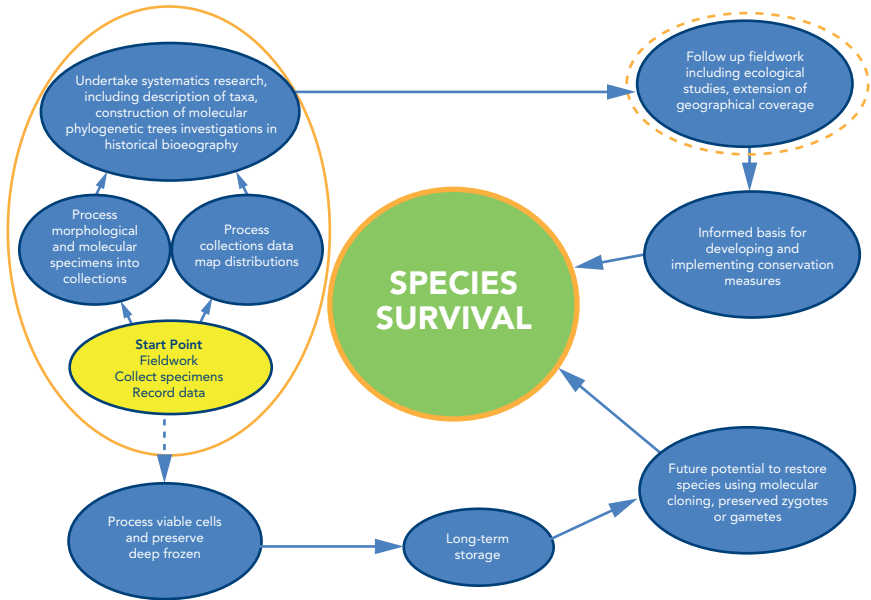 Undertake systematics research,
including description of taxa,
construction of molecular
phylogenetic trees investigations in
historical bioeography
Follow up fieldwork
including ecological
studies, extension of
geographical coverage
Process
morphological
and molecular
specimens into
collections
Process
collections data
map distributions
Informed basis for
developing and
implementing conservation
measures
SPECIES
SURVIVAL
Start Point
Fieldwork
Collect specimens
Record data
Future potential to restore
species using molecular
cloning, preserved zygotes
or gametes
Process viable cells
and preserve
deep frozen
Long-term
storage